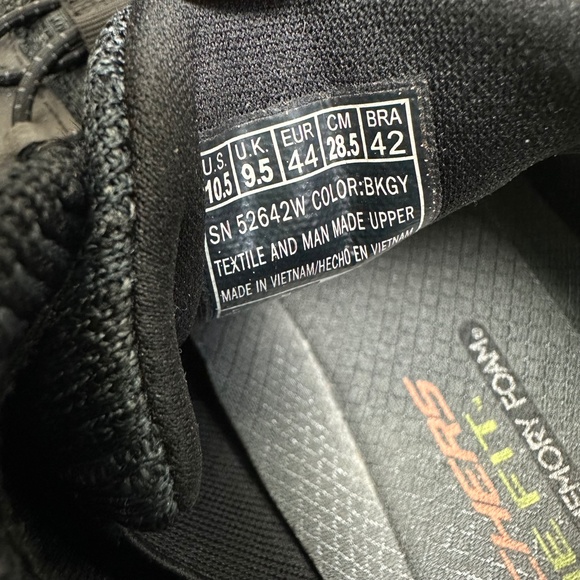 U.S. U.K. EUR CM BRA
10.5 9.5 44 28.5 42
SN 52642W COLOR:BKGY
TEXTILE AND MAN MADE UPPER
MADE IN VIETNAM/HECHO EN VIETNAM
FIT
FOAM